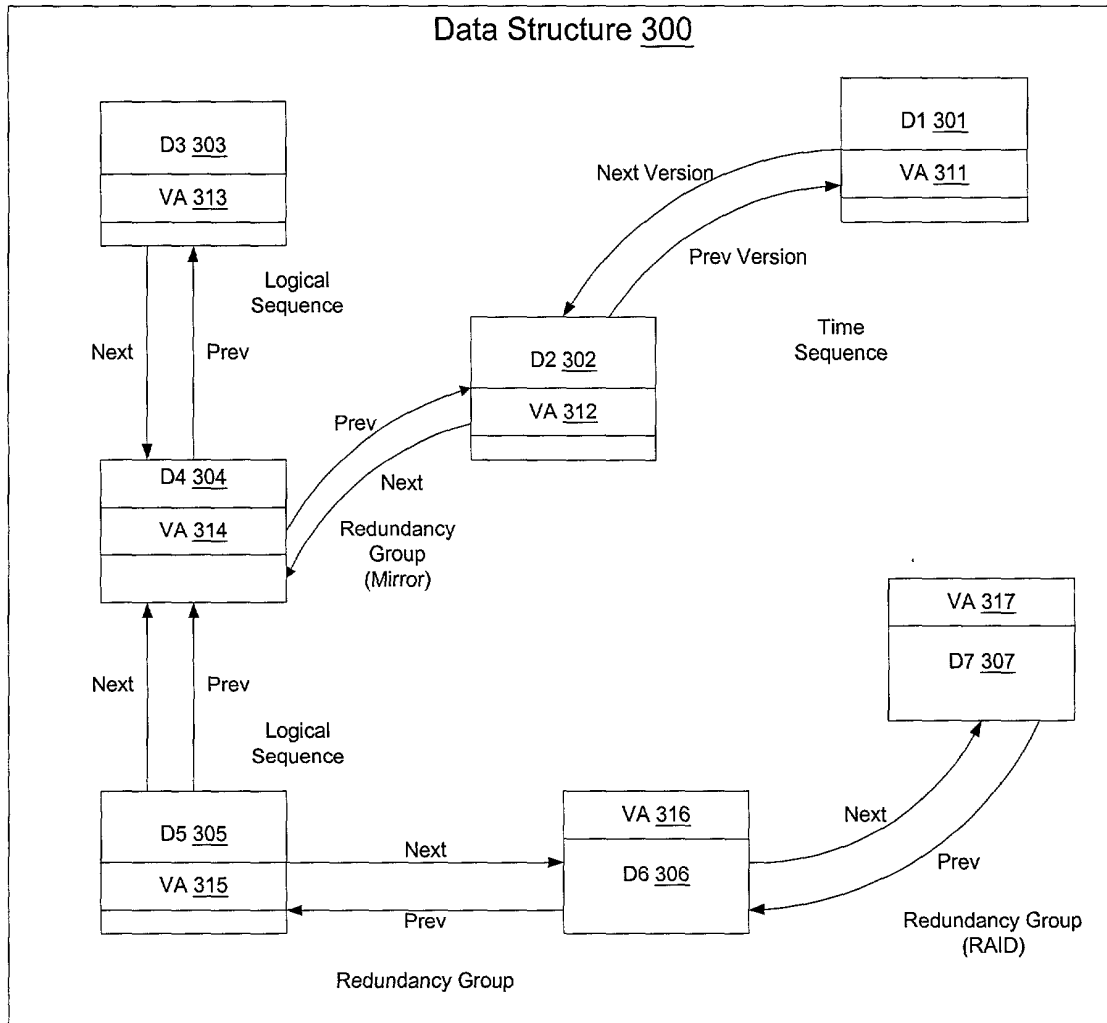 Data Structure 300
D3 303
VA 313
D1 301
VA 311
Next Version
Prev Version
Logical
Sequence
Time
Sequence
Next
Prev
D2 302
VA 312
Prev
Next
D4 304
VA 314
Redundancy
Group
(Mirror)
VA 317
D7 307
Next
Prev
Logical
Sequence
D5 305
VA 315
Next
Prev
VA 316
D6 306
Next
Prev
Redundancy Group
(RAID)
Redundancy Group